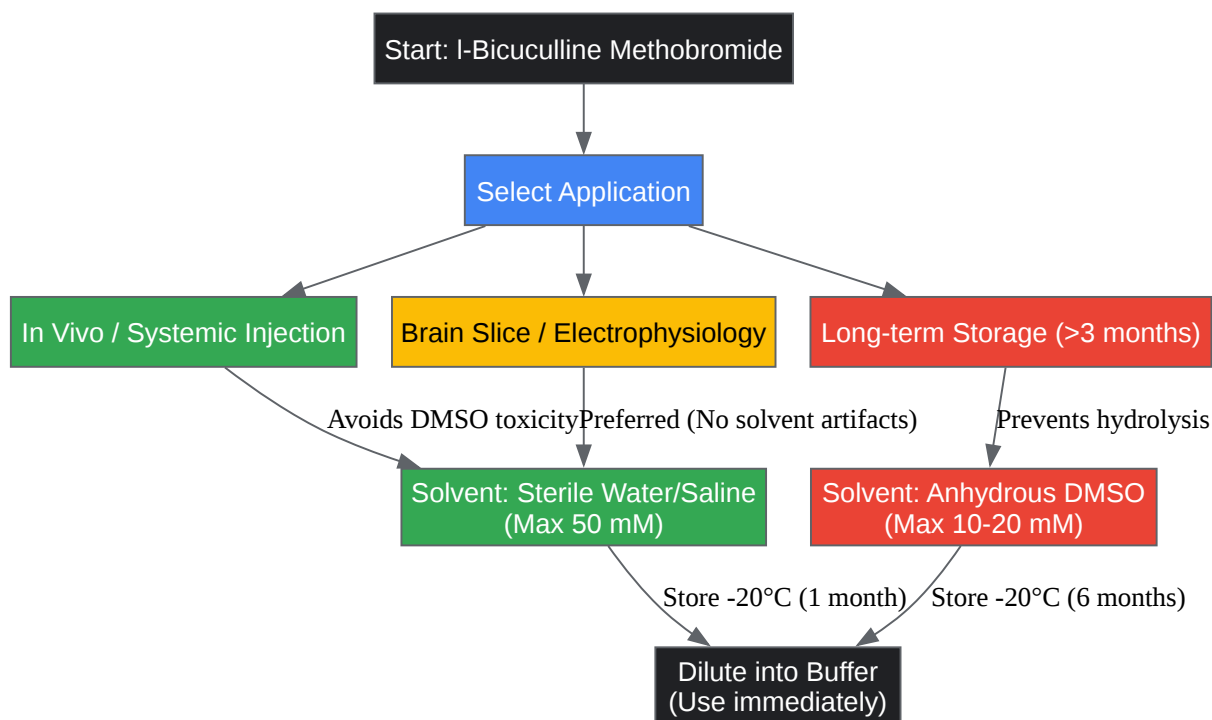 Start: l-Bicuculline Methobromide
Select Application
In Vivo / Systemic Injection
Brain Slice / Electrophysiology
Long-term Storage (>3 months)
Avoids DMSO toxicity
Preferred (No solvent artifacts)
Prevents hydrolysis
Solvent: Sterile Water/Saline
(Max 50 mM)
Solvent: Anhydrous DMSO
(Max 10-20 mM)
Store -20°C (1 month)
Store -20°C (6 months)
Dilute into Buffer
(Use immediately)